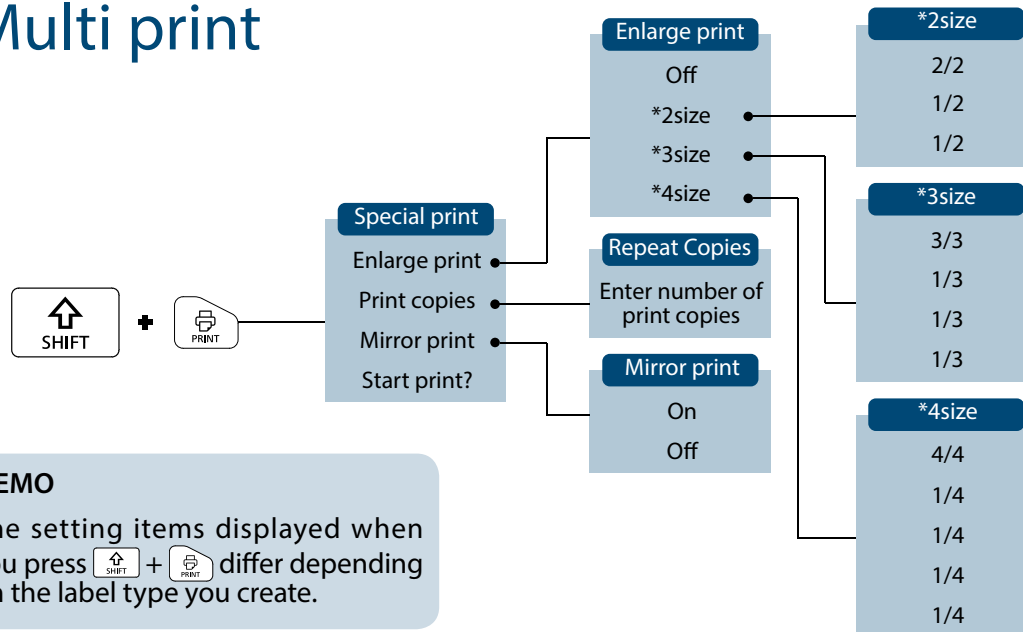 Multi print
SHIFT
+
PRINT
Special print
Enlarge print
Print copies
Mirror print
Start print?
Enlarge print
Off
*2size
*3size
*4size
Repeat Copies
Enter number of
print copies
Mirror print
On
Off
*2size
2/2
1/2
1/2
*3size
3/3
1/3
1/3
1/3
*4size
4/4
1/4
1/4
1/4
1/4
EMO
he setting items displayed when
ou press SHIFT + PRINT differ depending
n the label type you create.